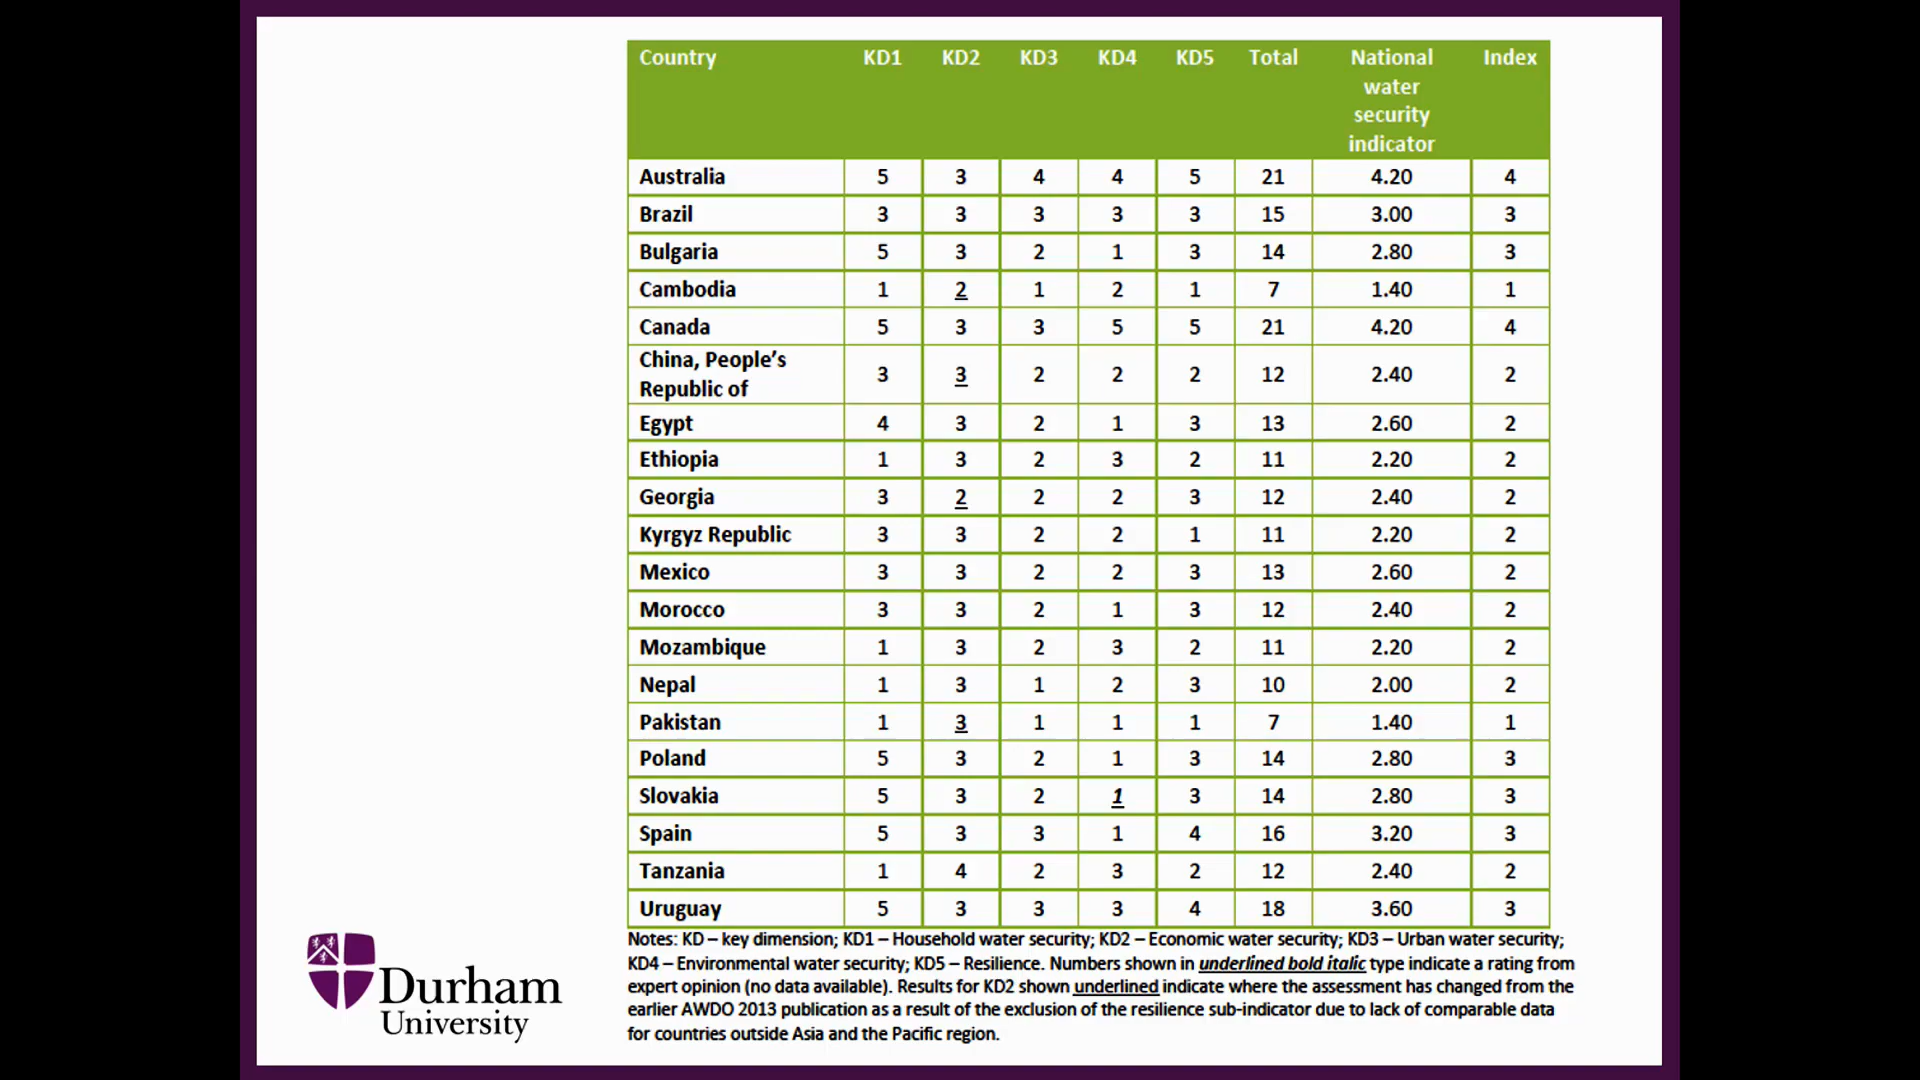 Country KD1 KD2 KD3 KD4 KD5 Total National water security indicator Index
Australia 5 3 4 4 5 21 4.20 4
Brazil 3 3 3 3 3 15 3.00 3
Bulgaria 5 3 2 1 3 14 2.80 3
Cambodia 1 2 1 2 1 7 1.40 1
Canada 5 3 3 5 5 21 4.20 4
China, People’s Republic of 3 3 2 2 2 12 2.40 2
Egypt 4 3 2 1 3 13 2.60 2
Ethiopia 1 3 2 3 2 11 2.20 2
Georgia 3 2 2 2 3 12 2.40 2
Kyrgyz Republic 3 3 2 2 1 11 2.20 2
Mexico 3 3 2 2 3 13 2.60 2
Morocco 3 3 2 1 3 12 2.40 2
Mozambique 1 3 2 3 2 11 2.20 2
Nepal 1 3 1 2 3 10 2.00 2
Pakistan 1 3 1 1 1 7 1.40 1
Poland 5 3 2 1 3 14 2.80 3
Slovakia 5 3 2 1 3 14 2.80 3
Spain 5 3 3 1 4 16 3.20 3
Tanzania 1 4 2 3 2 12 2.40 2
Uruguay 5 3 3 3 4 18 3.60 3
Notes: KD – key dimension; KD1 – Household water security; KD2 – Economic water security; KD3 – Urban water security;
KD4 – Environmental water security; KD5 – Resilience. Numbers shown in underlined bold italic type indicate a rating from
expert opinion (no data available). Results for KD2 shown underlined indicate where the assessment has changed from the
earlier AWDO 2013 publication as a result of the exclusion of the resilience sub-indicator due to lack of comparable data
for countries outside Asia and the Pacific region.
Durham
University